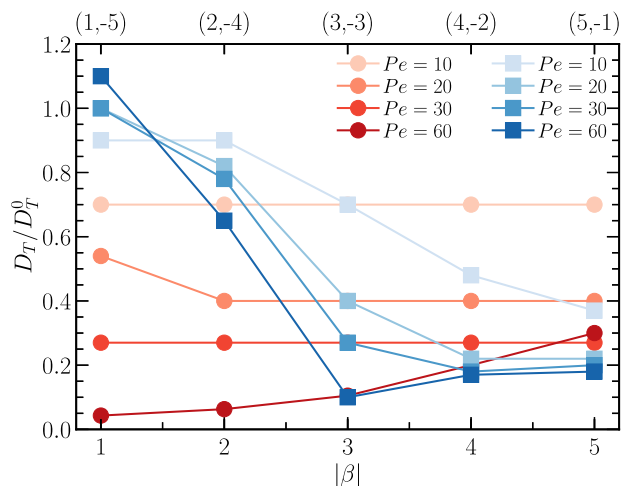 (1,-5) (2,-4) (3,-3) (4,-2) (5,-1)
1.2
1.0
0.8
0.6
0.4
0.2
0.0
D_T/D_T^0
Pe = 10 Pe = 10
Pe = 20 Pe = 20
Pe = 30 Pe = 30
Pe = 60 Pe = 60
1 2 3 4 5
|β|